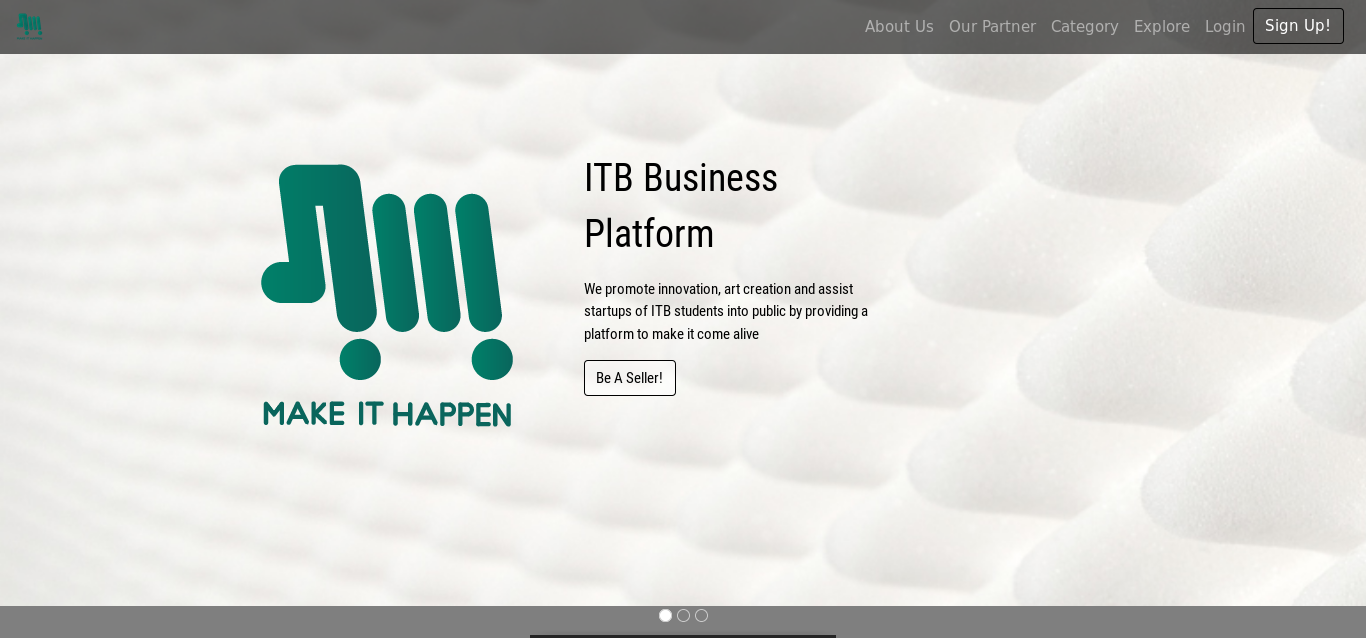 About Us Our Partner Category Explore Login Sign Up!
ITB Business
Platform
We promote innovation, art creation and assist
startups of ITB students into public by providing a
platform to make it come alive
Be A Seller!
MAKE IT HAPPEN